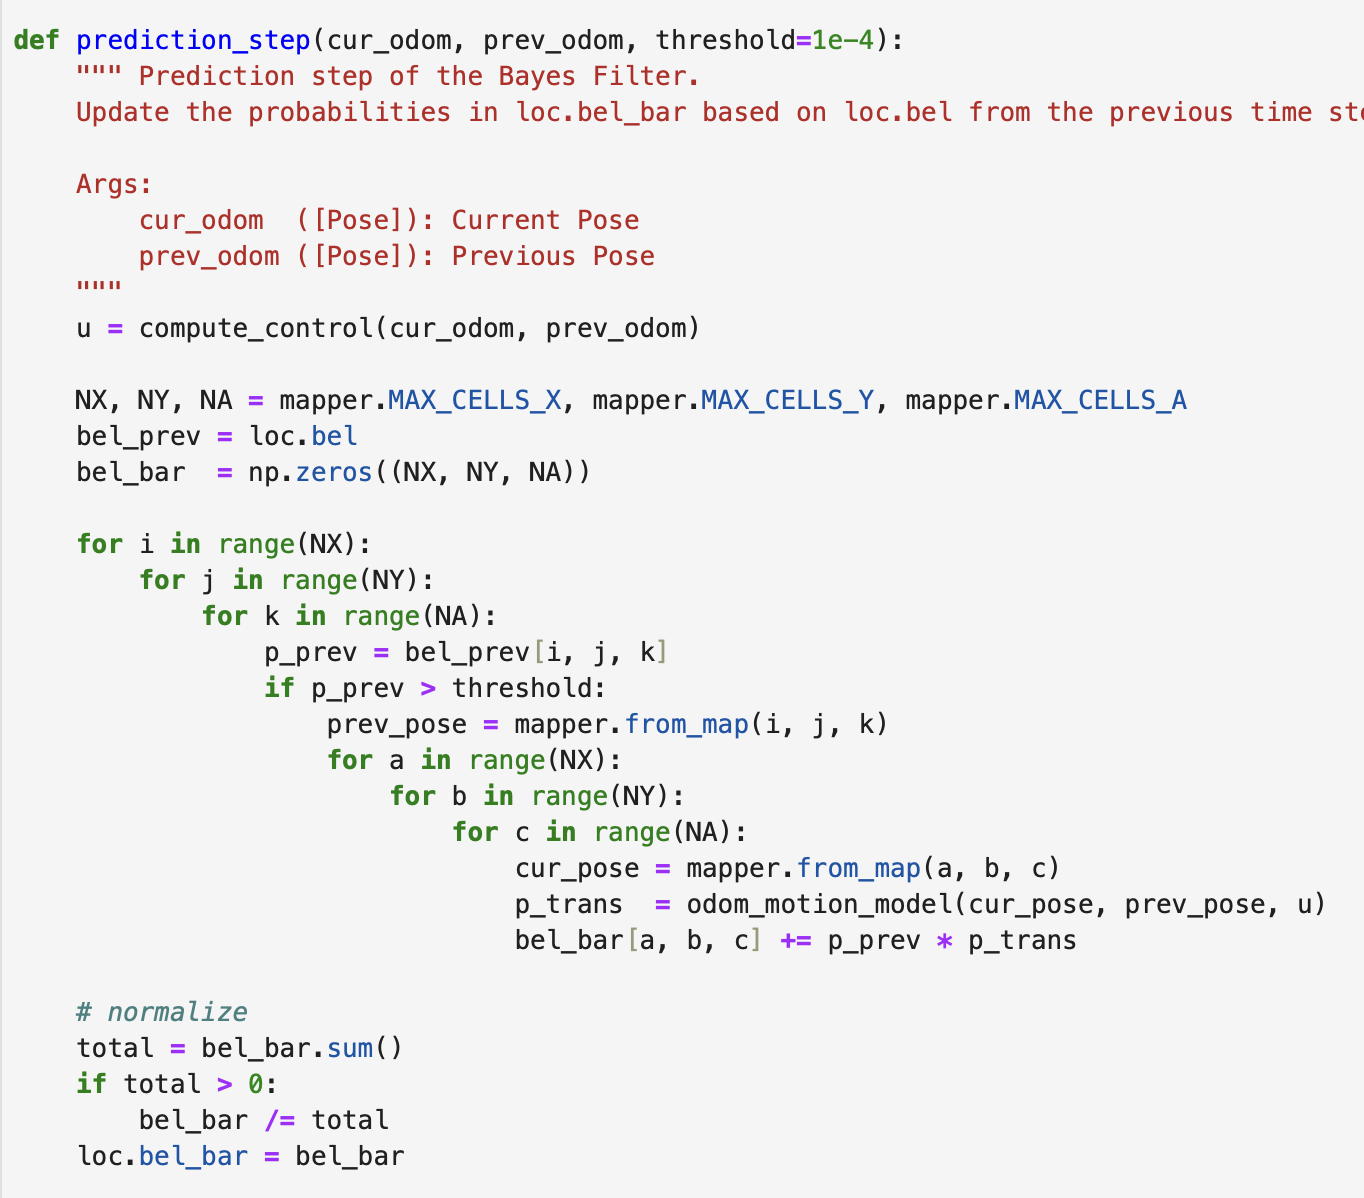 def prediction_step(cur_odom, prev_odom, threshold=1e-4):
    """ Prediction step of the Bayes Filter.
    Update the probabilities in loc.bel_bar based on loc.bel from the previous time

    Args:
        cur_odom  ([Pose]): Current Pose
        prev_odom ([Pose]): Previous Pose
    """
    u = compute_control(cur_odom, prev_odom)

    NX, NY, NA = mapper.MAX_CELLS_X, mapper.MAX_CELLS_Y, mapper.MAX_CELLS_A
    bel_prev = loc.bel
    bel_bar  = np.zeros((NX, NY, NA))

    for i in range(NX):
        for j in range(NY):
            for k in range(NA):
                p_prev = bel_prev[i, j, k]
                if p_prev > threshold:
                    prev_pose = mapper.from_map(i, j, k)
                    for a in range(NX):
                        for b in range(NY):
                            for c in range(NA):
                                cur_pose = mapper.from_map(a, b, c)
                                p_trans  = odom_motion_model(cur_pose, prev_pose, u)
                                bel_bar[a, b, c] += p_prev * p_trans

    # normalize
    total = bel_bar.sum()
    if total > 0:
        bel_bar /= total
    loc.bel_bar = bel_bar